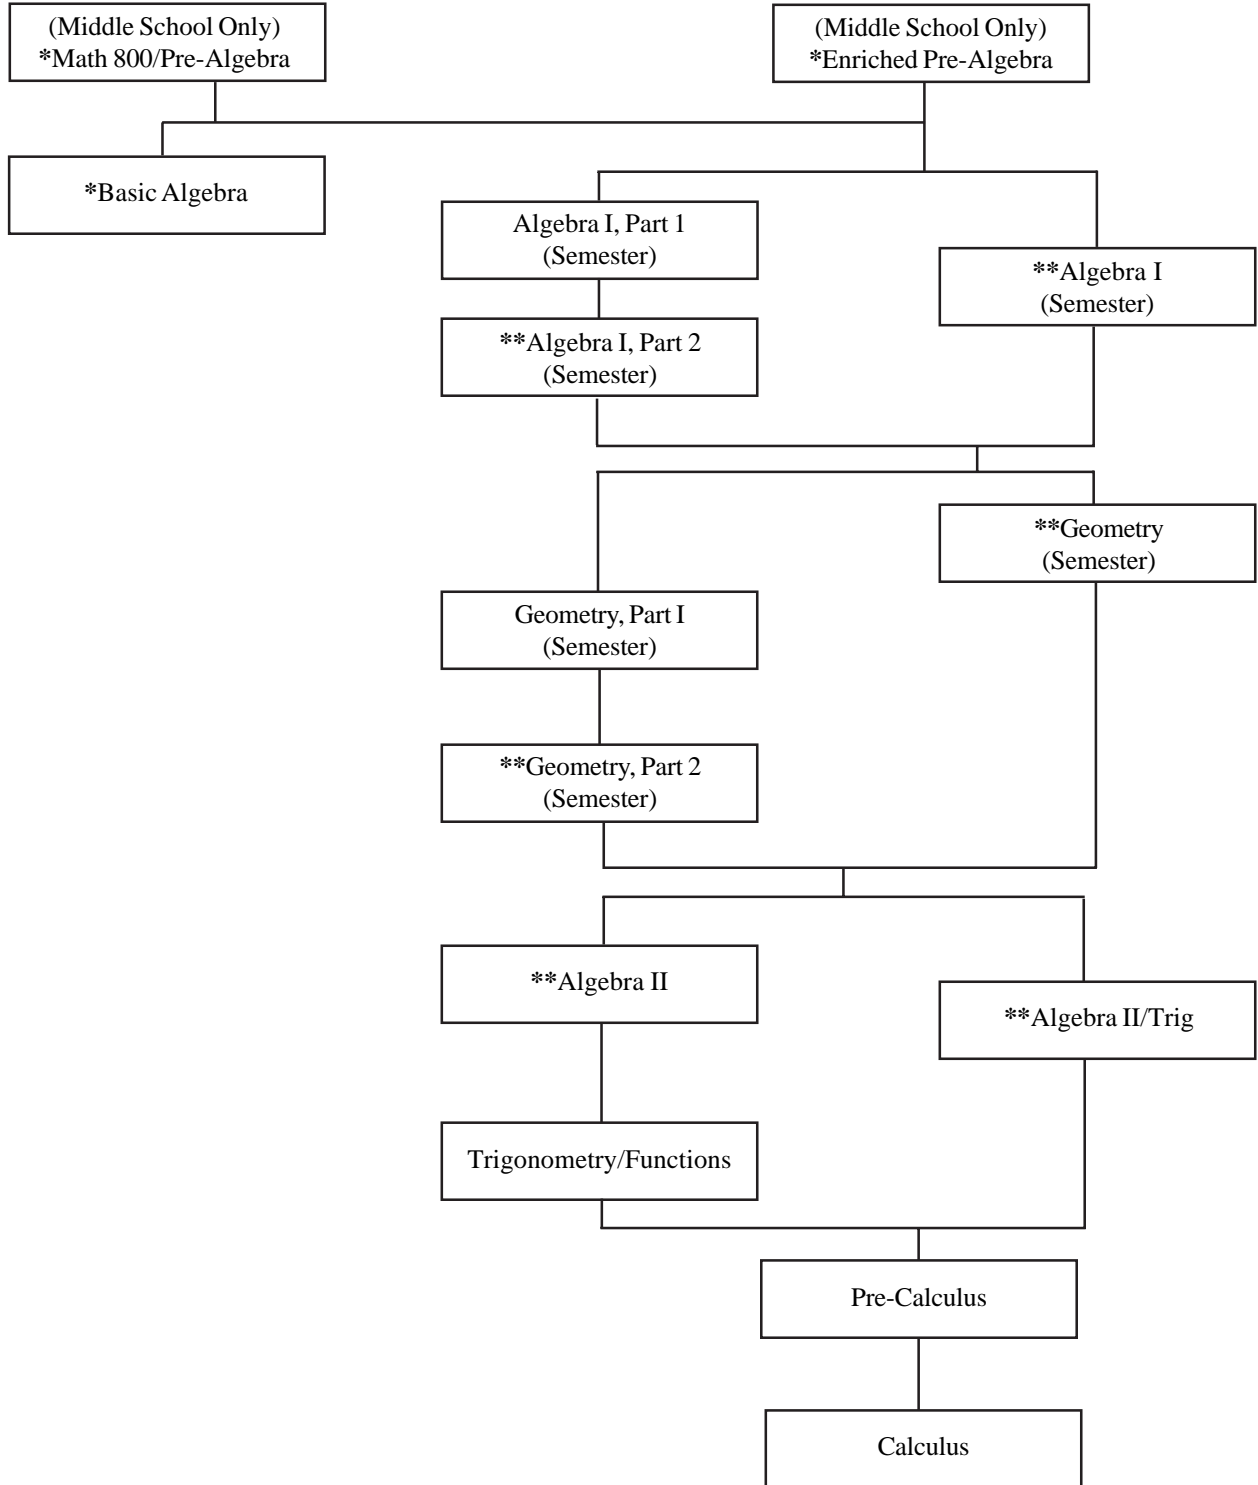 (Middle School Only)
*Math 800/Pre-Algebra
(Middle School Only)
*Enriched Pre-Algebra
*Basic Algebra
Algebra I, Part 1
(Semester)
**Algebra I
(Semester)
**Algebra I, Part 2
(Semester)
**Geometry
(Semester)
Geometry, Part I
(Semester)
**Geometry, Part 2
(Semester)
**Algebra II
**Algebra II/Trig
Trigonometry/Functions
Pre-Calculus
Calculus